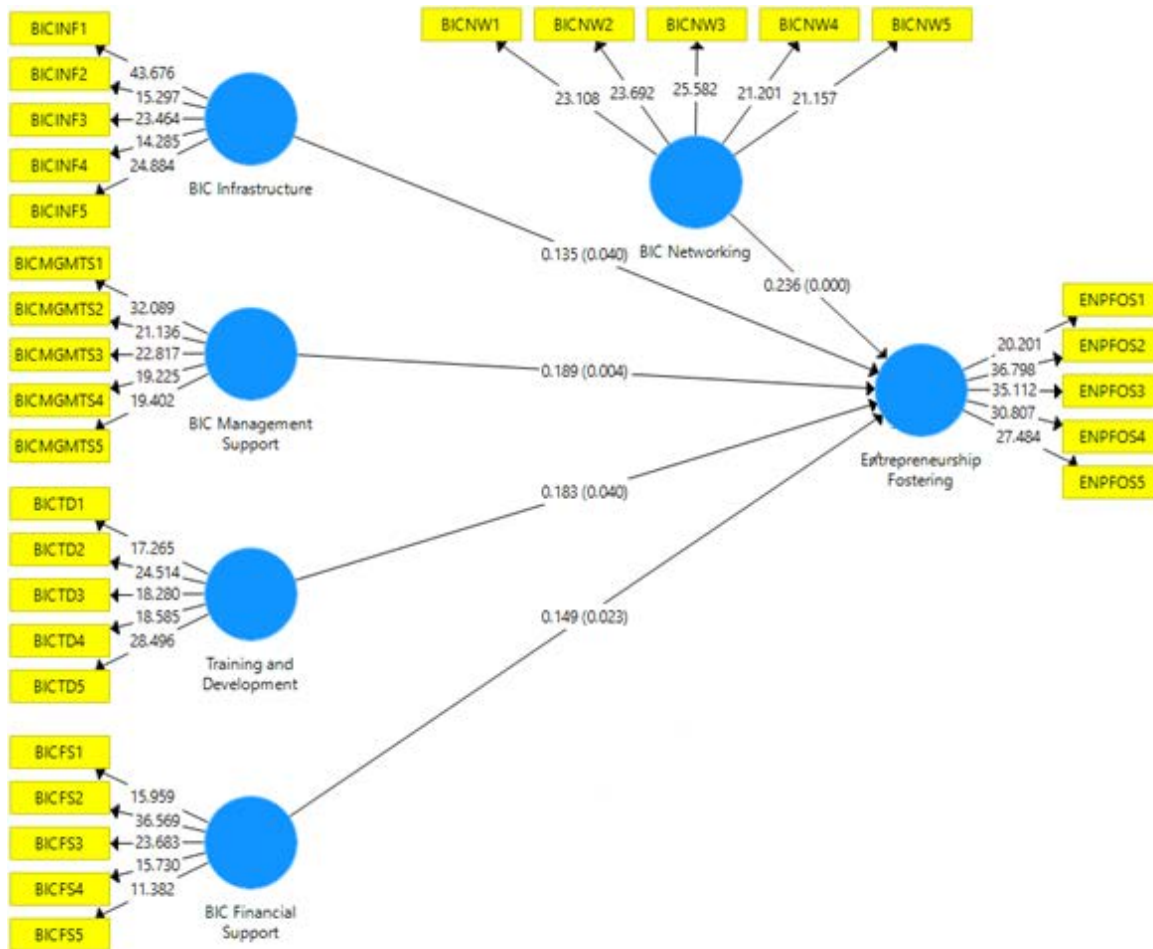 BICINF1
BICINF2
BICINF3
BICINF4
BICINF5
43.676
15.297
23.464
14.285
24.884
BIC Infrastructure
BICNW1
BICNW2
BICNW3
BICNW4
BICNW5
23.108
23.692
25.582
21.201
21.157
BIC Networking
0.135 (0.040)
0.236 (0.000)
BICMGMTS1
BICMGMTS2
BICMGMTS3
BICMGMTS4
BICMGMTS5
32.089
21.136
22.817
19.225
19.402
BIC Management
Support
0.189 (0.004)
ENPFOS1
ENPFOS2
ENPFOS3
ENPFOS4
ENPFOS5
20.201
36.798
35.112
30.807
27.484
Entrepreneurship
Fostering
BICTD1
BICTD2
BICTD3
BICTD4
BICTD5
17.265
24.514
18.280
18.585
28.496
Training and
Development
0.183 (0.040)
0.149 (0.023)
BICFS1
BICFS2
BICFS3
BICFS4
BICFS5
15.959
36.569
23.683
15.730
11.382
BIC Financial
Support